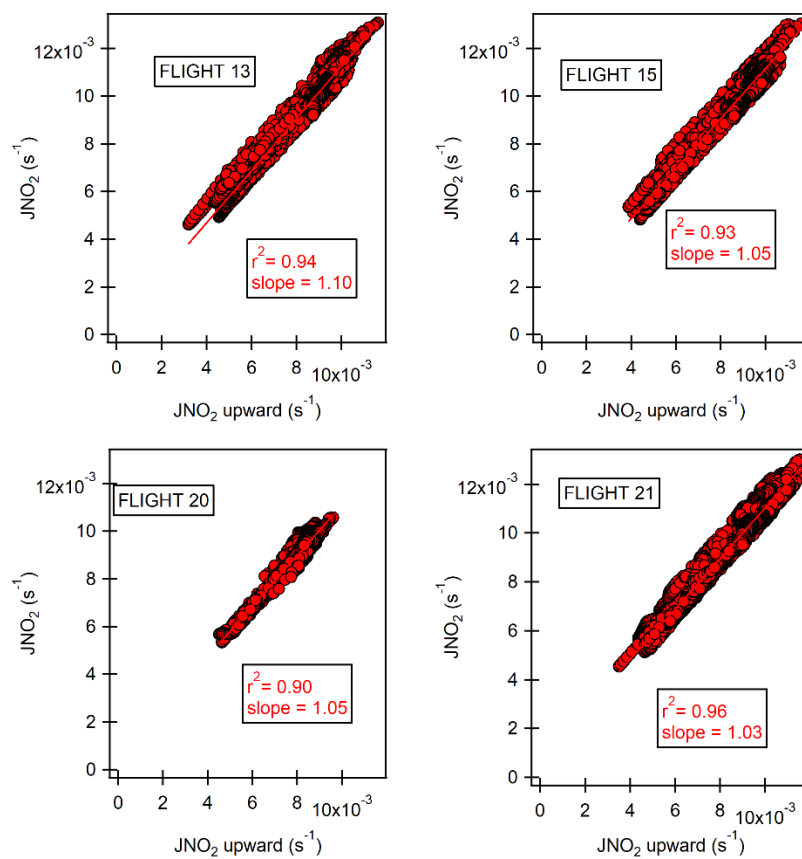 12x10⁻³
FLIGHT 13
10
8
6
4
2
0
JNO₂ (s⁻¹)
r² = 0.94
slope = 1.10
0 2 4 6 8 10x10⁻³
JNO₂ upward (s⁻¹)
12x10⁻³
FLIGHT 15
10
8
6
4
2
0
JNO₂ (s⁻¹)
r² = 0.93
slope = 1.05
0 2 4 6 8 10x10⁻³
JNO₂ upward (s⁻¹)
12x10⁻³
FLIGHT 20
10
8
6
4
2
0
JNO₂ (s⁻¹)
r² = 0.90
slope = 1.05
0 2 4 6 8 10x10⁻³
JNO₂ upward (s⁻¹)
12x10⁻³
FLIGHT 21
10
8
6
4
2
0
JNO₂ (s⁻¹)
r² = 0.96
slope = 1.03
0 2 4 6 8 10x10⁻³
JNO₂ upward (s⁻¹)